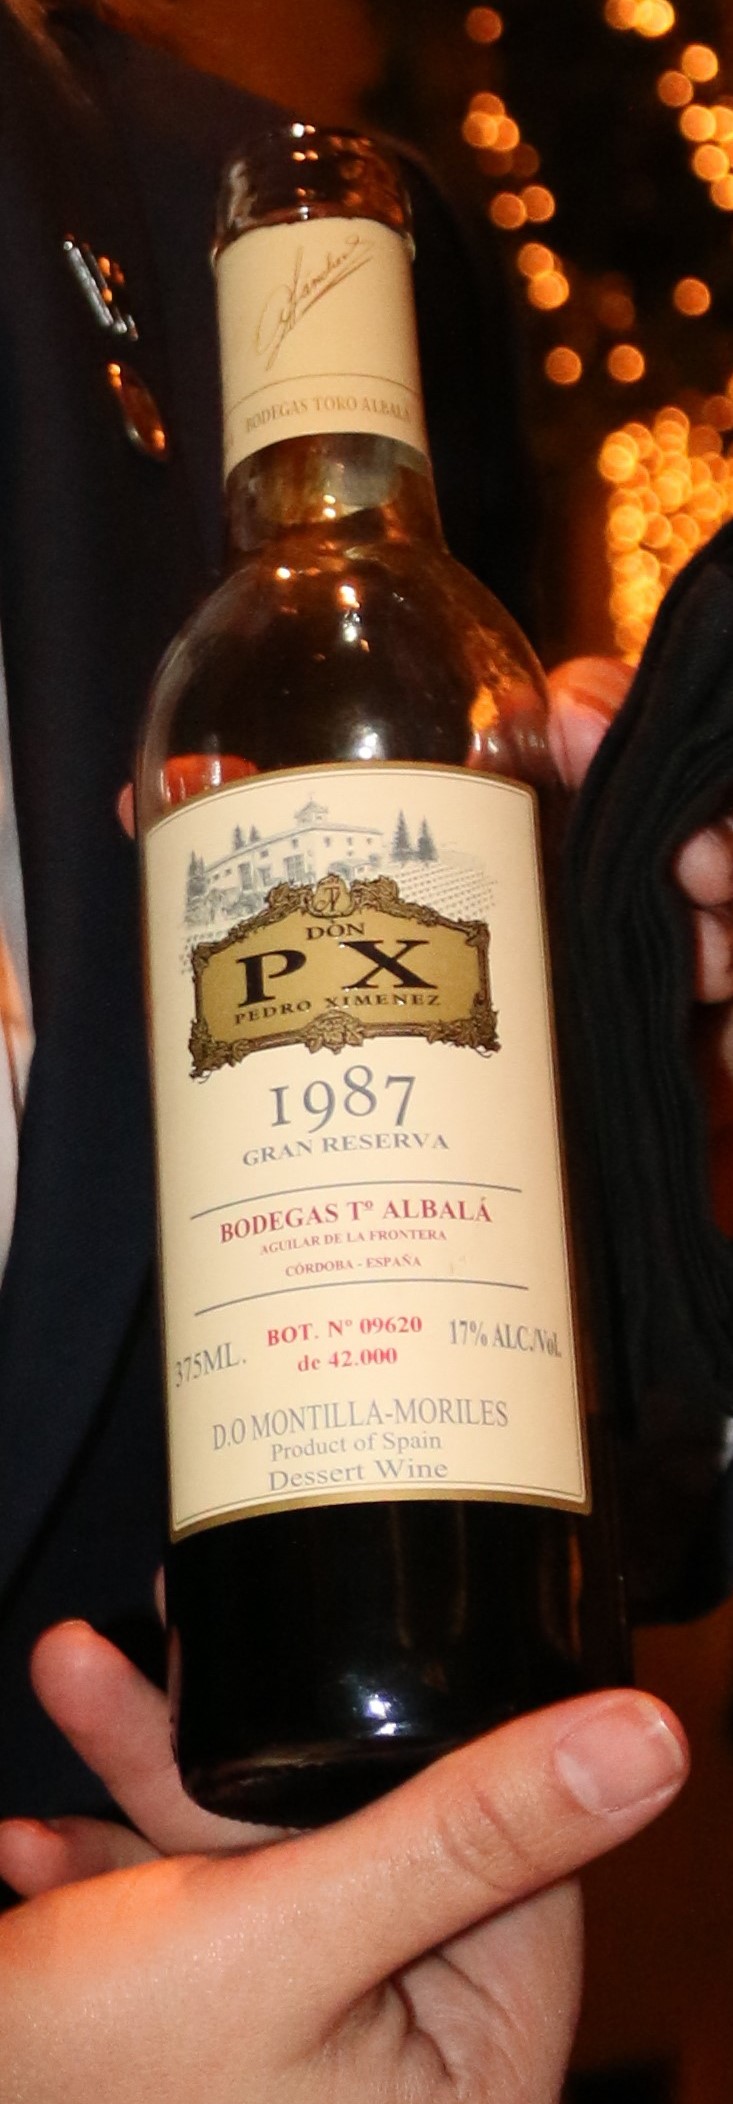 BODEGAS TORO ALBALÁ
DON
PX
PEDRO XIMENEZ
1987
GRAN RESERVA
BODEGAS Tº ALBALÁ
AGUILAR DE LA FRONTERA
CÓRDOBA - ESPAÑA
375ML. BOT. Nº 09620 17% ALC./Vol.
de 42.000
D.O MONTILLA-MORILES
Product of Spain
Dessert Wine